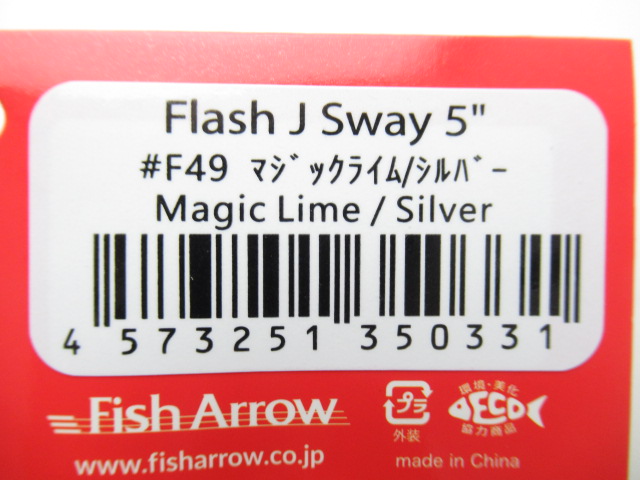 Flash J Sway 5"
#F49 ﾏｼﾞｯｸﾗｲﾑ/ｼﾙﾊﾞｰ
Magic Lime / Silver
4 573251 350331
Fish Arrow
www.fisharrow.co.jp
プラ
外装
環境・美化
ECO
協力商品
made in China